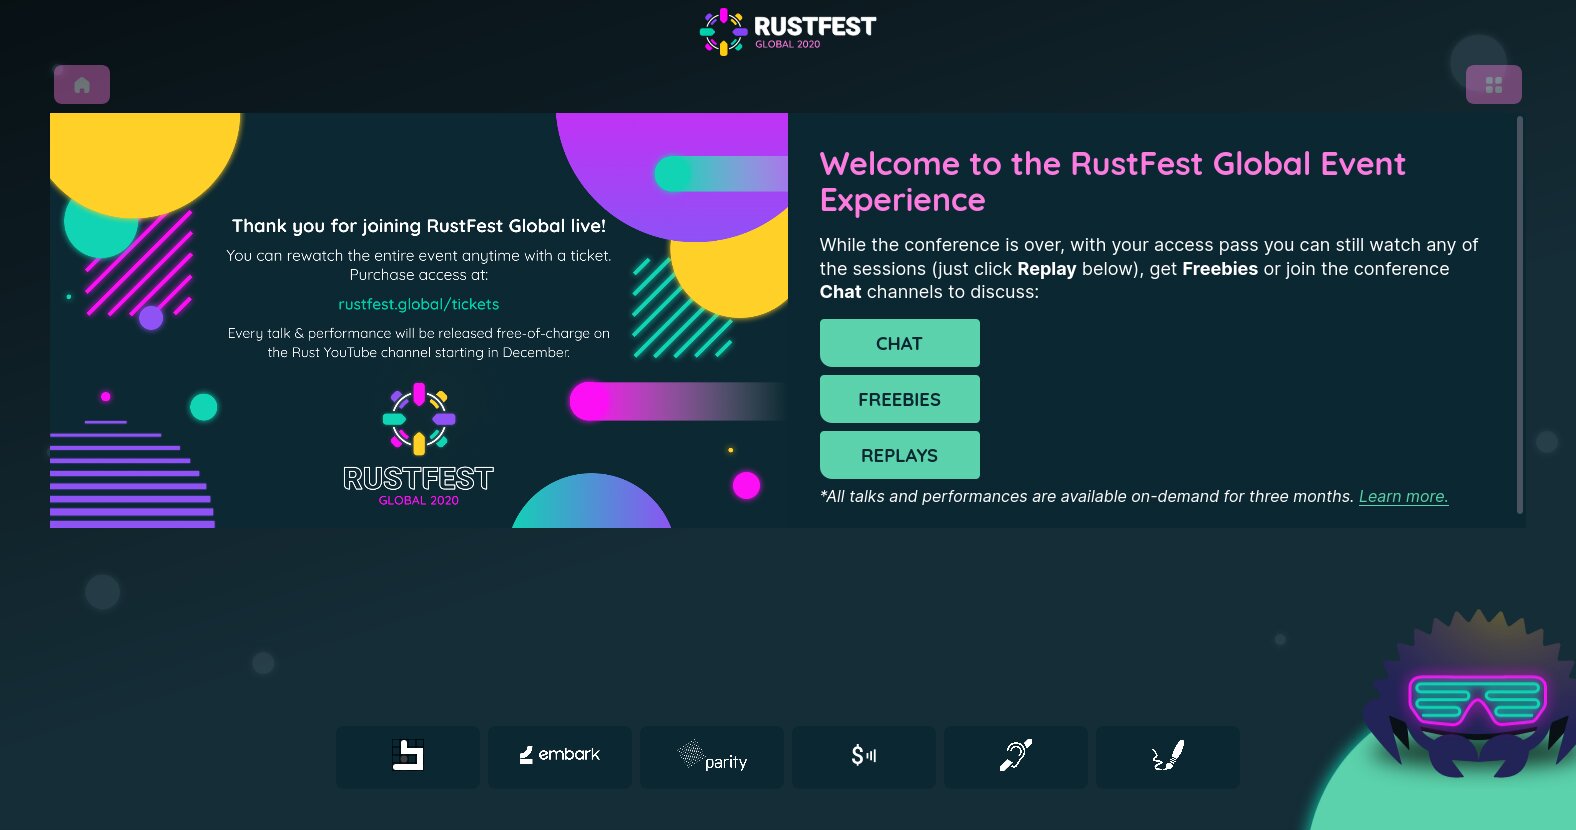 RUSTFEST
GLOBAL 2020
Thank you for joining RustFest Global live!
You can rewatch the entire event anytime with a ticket.
Purchase access at:
rustfest.global/tickets
Every talk & performance will be released free-of-charge on
the Rust YouTube channel starting in December.
RUSTFEST
GLOBAL 2020
Welcome to the RustFest Global Event
Experience
While the conference is over, with your access pass you can still watch any of
the sessions (just click Replay below), get Freebies or join the conference
Chat channels to discuss:
CHAT
FREEBIES
REPLAYS
*All talks and performances are available on-demand for three months. Learn more.
embark
parity
$